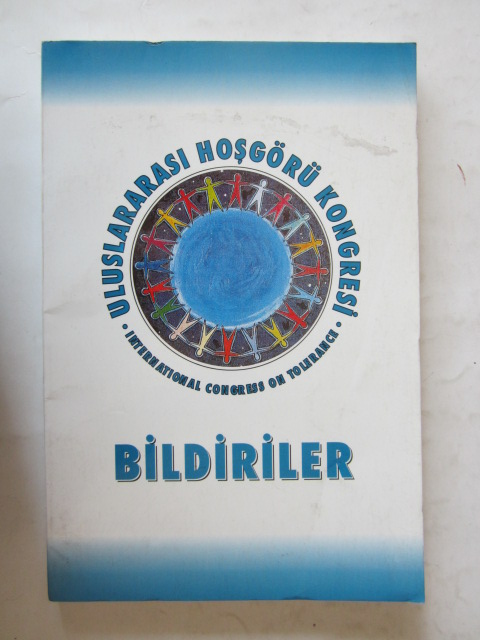 ULUSLARARASI HOŞGÖRÜ KONGRESİ
• INTERNATIONAL CONGRESS ON TOLERANCE •
BİLDİRİLER